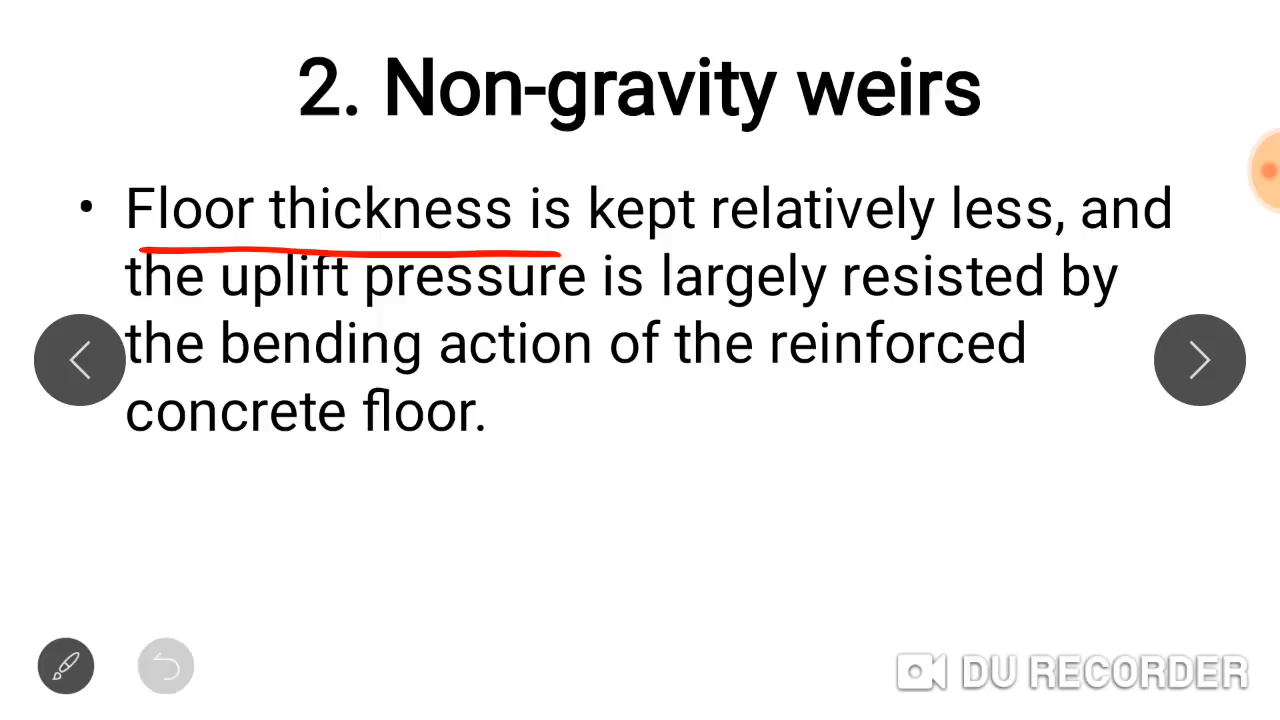 2. Non-gravity weirs
• Floor thickness is kept relatively less, and
the uplift pressure is largely resisted by
the bending action of the reinforced
concrete floor.
DU RECORDER